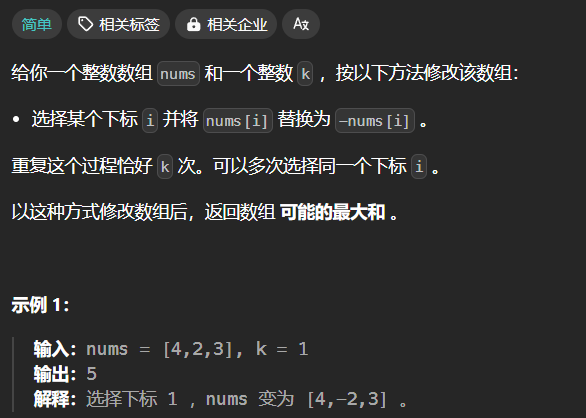 简单 相关标签 相关企业
给你一个整数数组 nums 和一个整数 k ，按以下方法修改该数组：
• 选择某个下标 i 并将 nums[i] 替换为 -nums[i] 。
重复这个过程恰好 k 次。可以多次选择同一个下标 i 。
以这种方式修改数组后，返回数组 可能的最大和 。
示例 1：
输入：nums = [4,2,3], k = 1
输出：5
解释：选择下标 1 ，nums 变为 [4,-2,3] 。